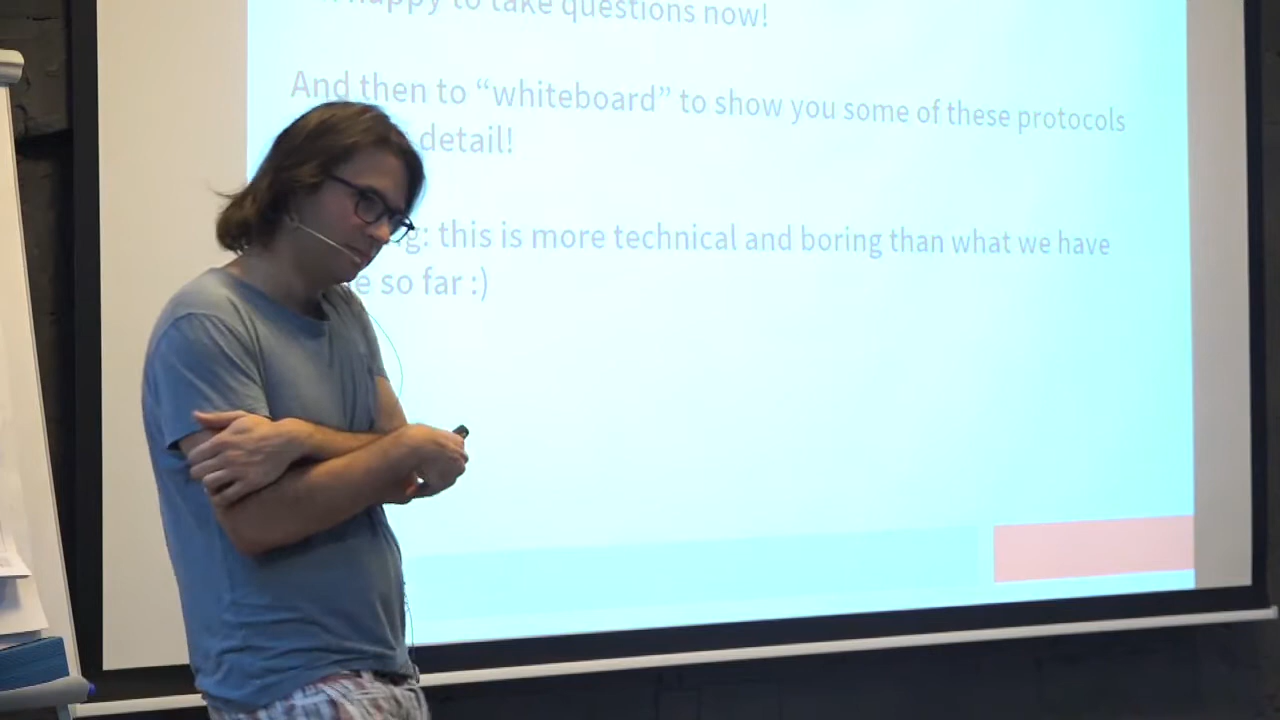 happy to take questions now!
And then to “whiteboard” to show you some of these protocols
detail!
this is more technical and boring than what we have
so far :)